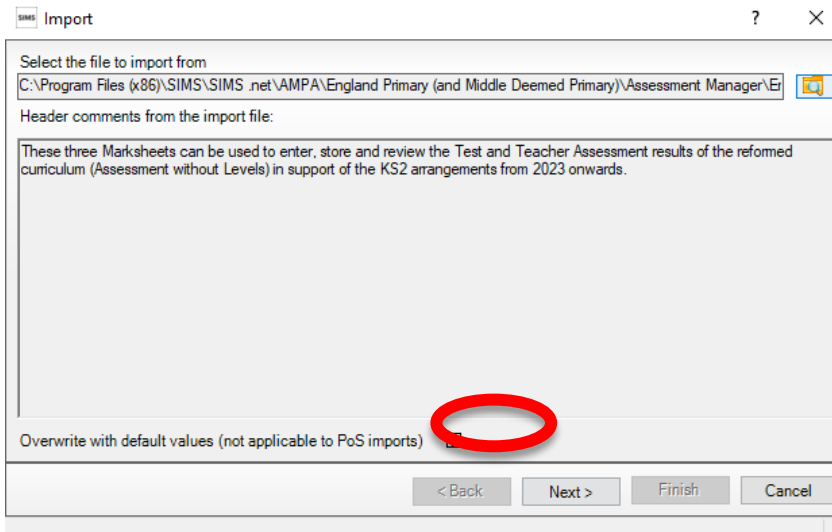 SIMS Import ? ×
Select the file to import from
C:\Program Files (x86)\SIMS\SIMS .net\AMPA\England Primary (and Middle Deemed Primary)\Assessment Manager\Er
Header comments from the import file:
These three Marksheets can be used to enter, store and review the Test and Teacher Assessment results of the reformed
curriculum (Assessment without Levels) in support of the KS2 arrangements from 2023 onwards.
Overwrite with default values (not applicable to PoS imports)
< Back Next > Finish Cancel